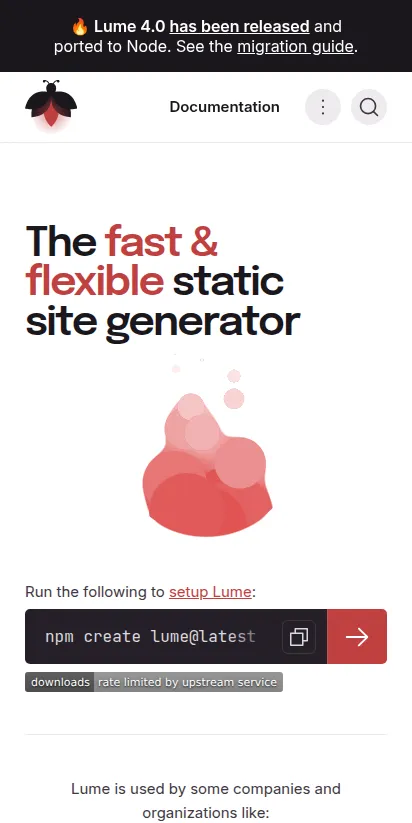 🔥 Lume 4.0 has been released and
ported to Node. See the migration guide.
Documentation
The fast &
flexible static
site generator
Run the following to setup Lume:
npm create lume@latest
downloads rate limited by upstream service
Lume is used by some companies and
organizations like: